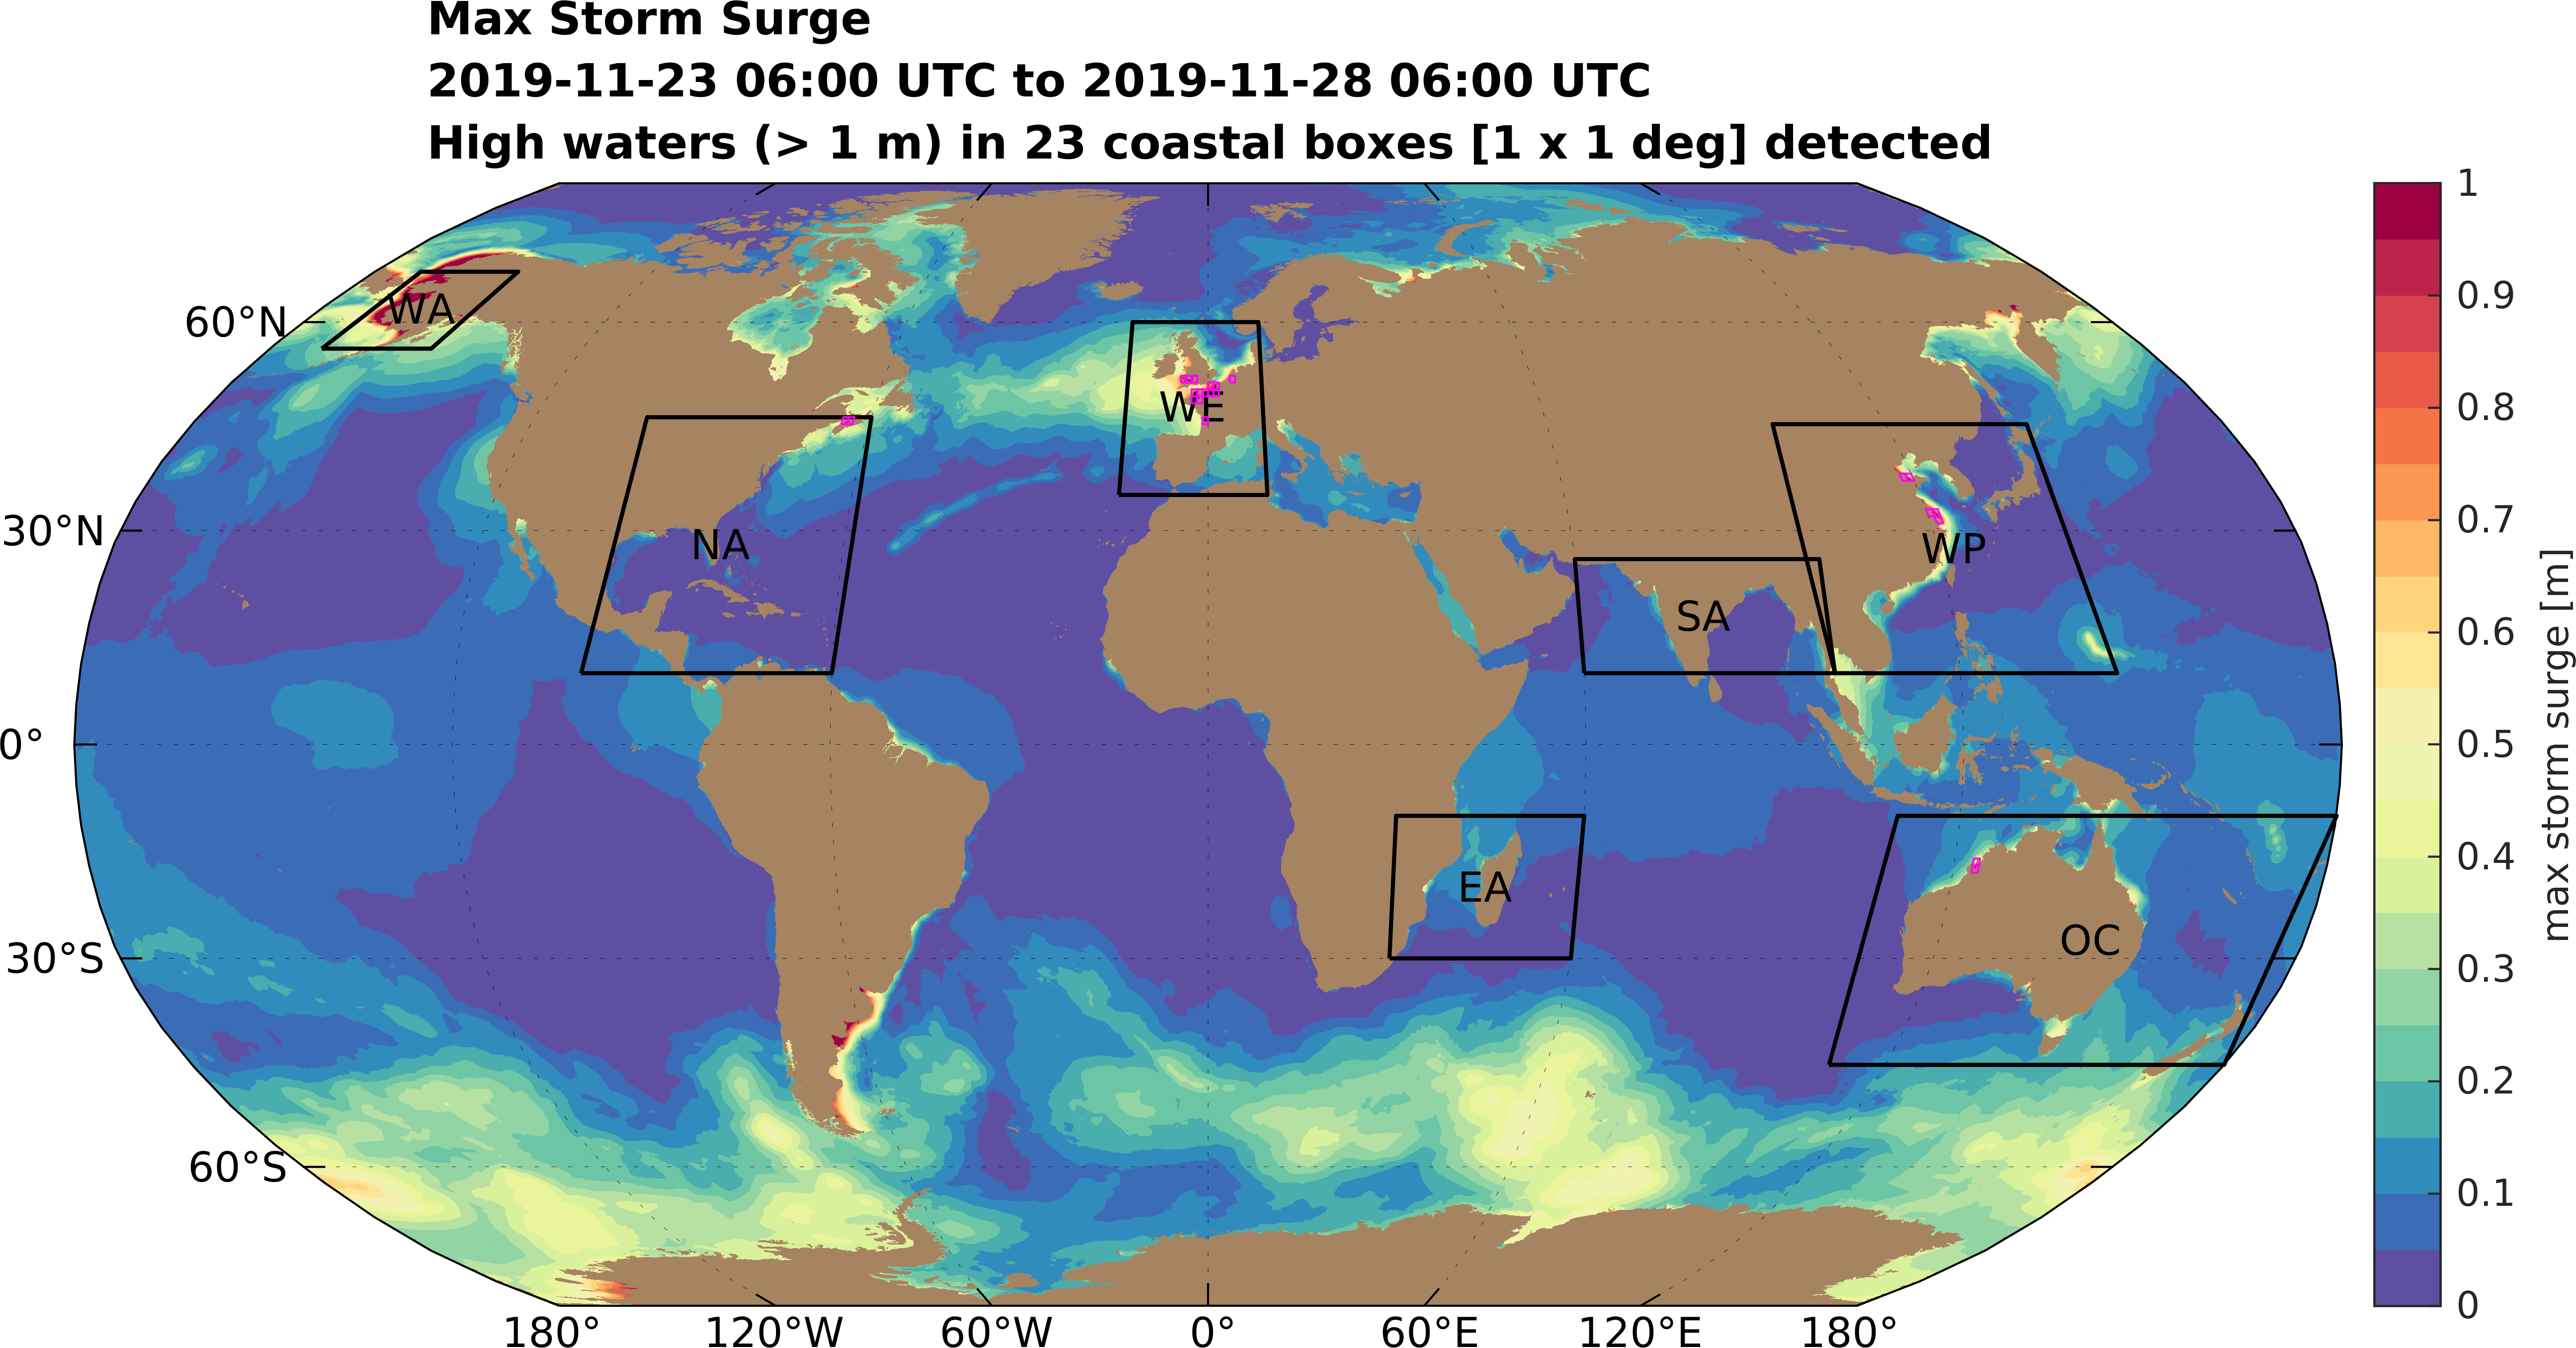 Max Storm Surge
2019-11-23 06:00 UTC to 2019-11-28 06:00 UTC
High waters (> 1 m) in 23 coastal boxes [1 x 1 deg] detected
60°N
30°N
0°
30°S
60°S
WA
NA
WE
SA
WP
EA
OC
180°
120°W
60°W
0°
60°E
120°E
180°
1
0.9
0.8
0.7
0.6
0.5
0.4
0.3
0.2
0.1
0
max storm surge [m]